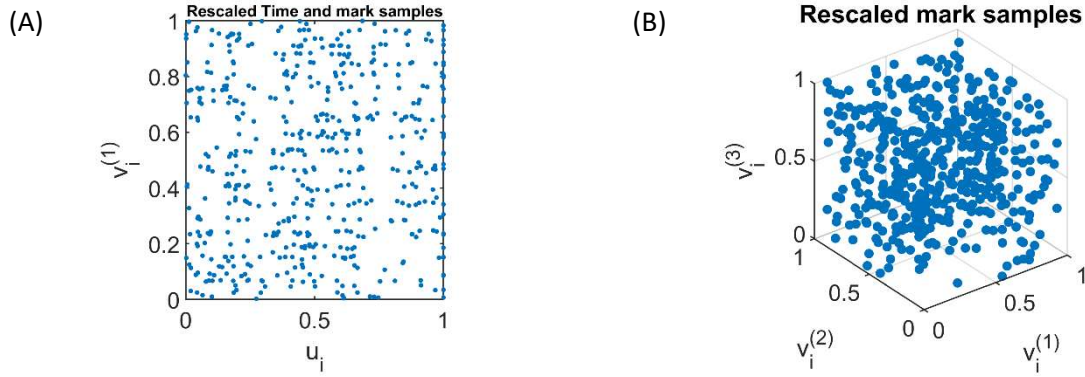 (A)
Rescaled Time and mark samples
1
0.8
0.6
0.4
0.2
0
v_i^(1)
0 0.5 1
u_i
(B)
Rescaled mark samples
1
0.5
0
v_i^(3)
1
0.5
0
v_i^(2)
0
0.5
1
v_i^(1)